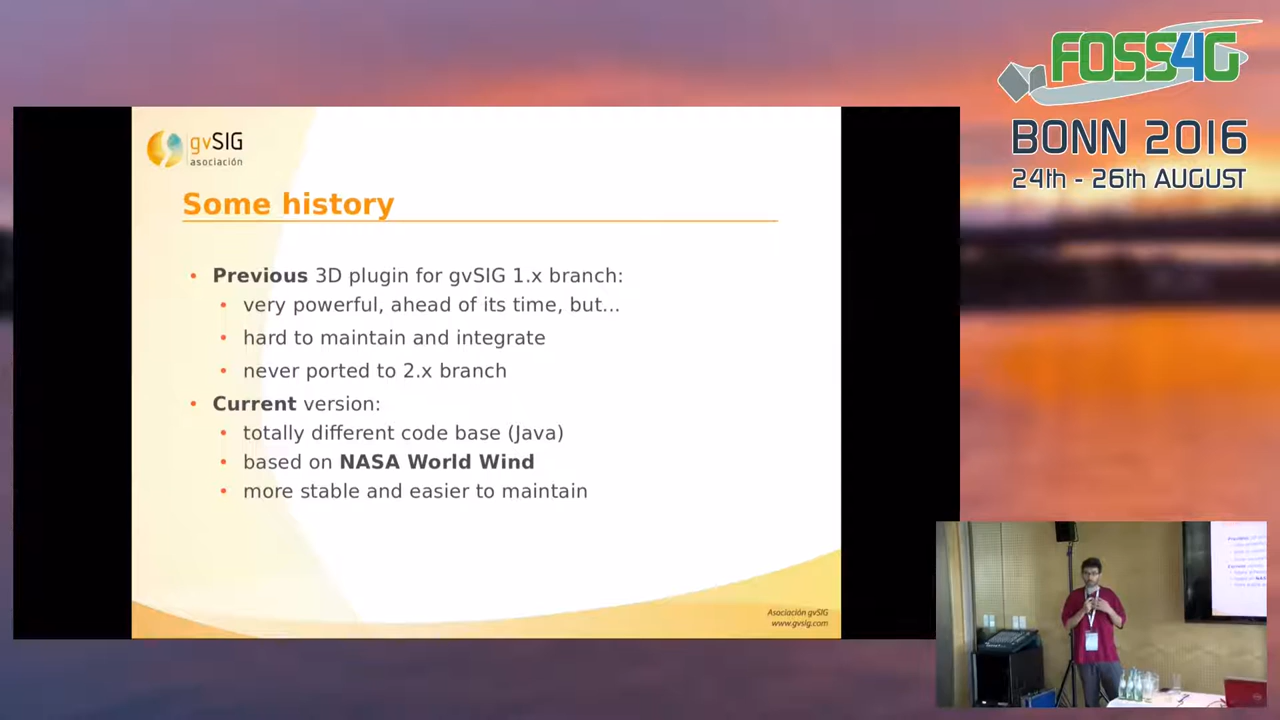 FOSS4G
BONN 2016
24th - 26th AUGUST
gvSIG
asociación
Some history
• Previous 3D plugin for gvSIG 1.x branch:
• very powerful, ahead of its time, but...
• hard to maintain and integrate
• never ported to 2.x branch
• Current version:
• totally different code base (Java)
• based on NASA World Wind
• more stable and easier to maintain
Asociación gvSIG
www.gvsig.com